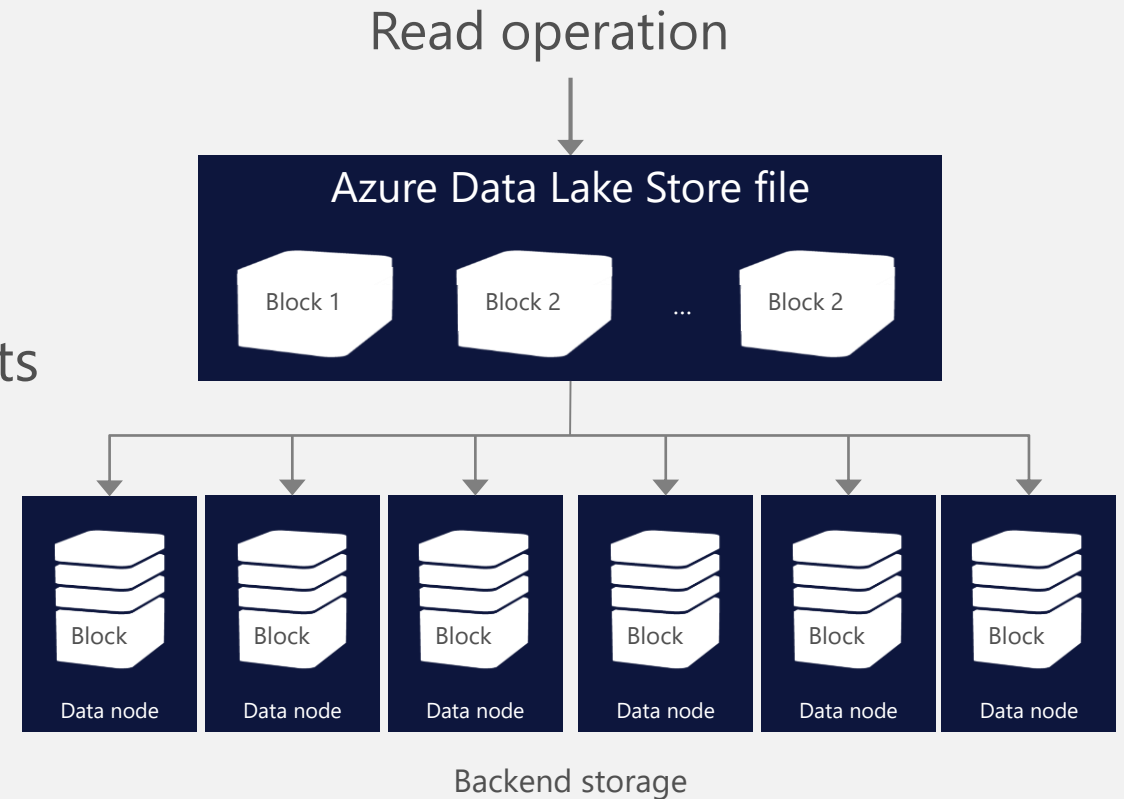 Read operation
Azure Data Lake Store file
Block 1 Block 2 ... Block 2
ts
Block Block Block Block Block Block
Data node Data node Data node Data node Data node Data node
Backend storage